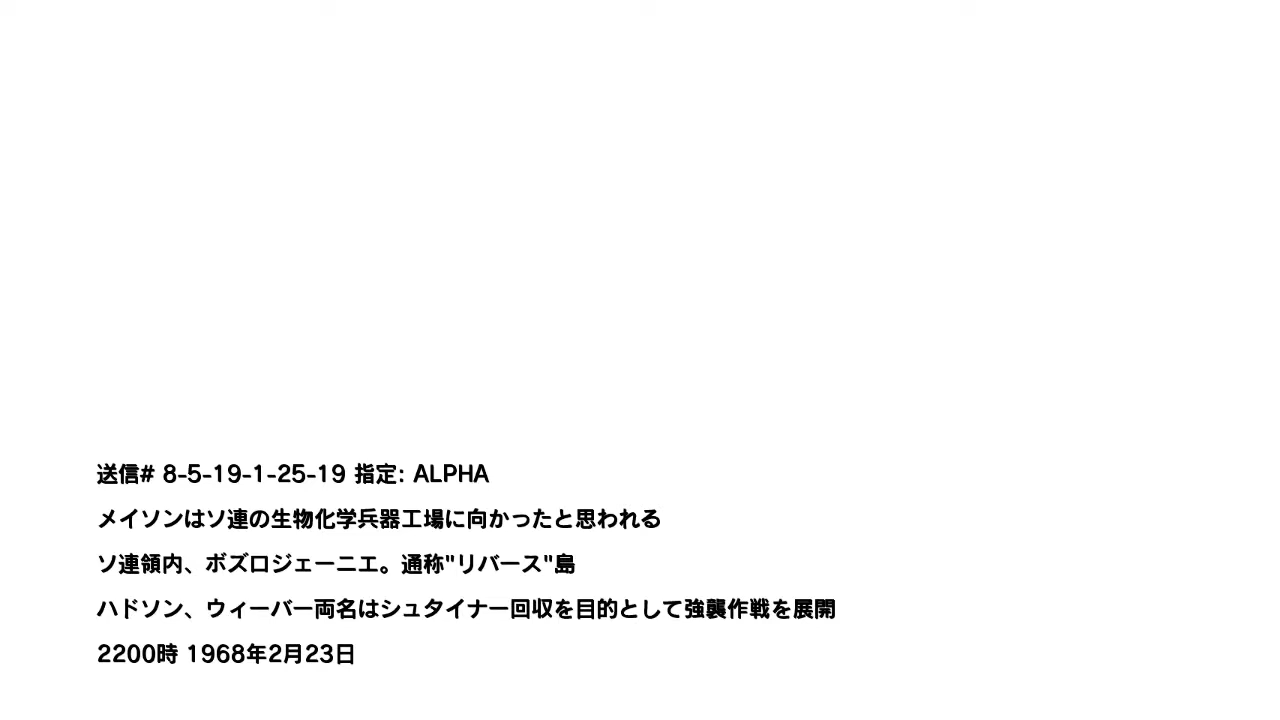 送信# 8-5-19-1-25-19 指定: ALPHA
メイソンはソ連の生物化学兵器工場に向かったと思われる
ソ連領内、ボズロジェーニエ。通称"リバース"島
ハドソン、ウィーバー両名はシュタイナー回収を目的として強襲作戦を展開
2200時 1968年2月23日